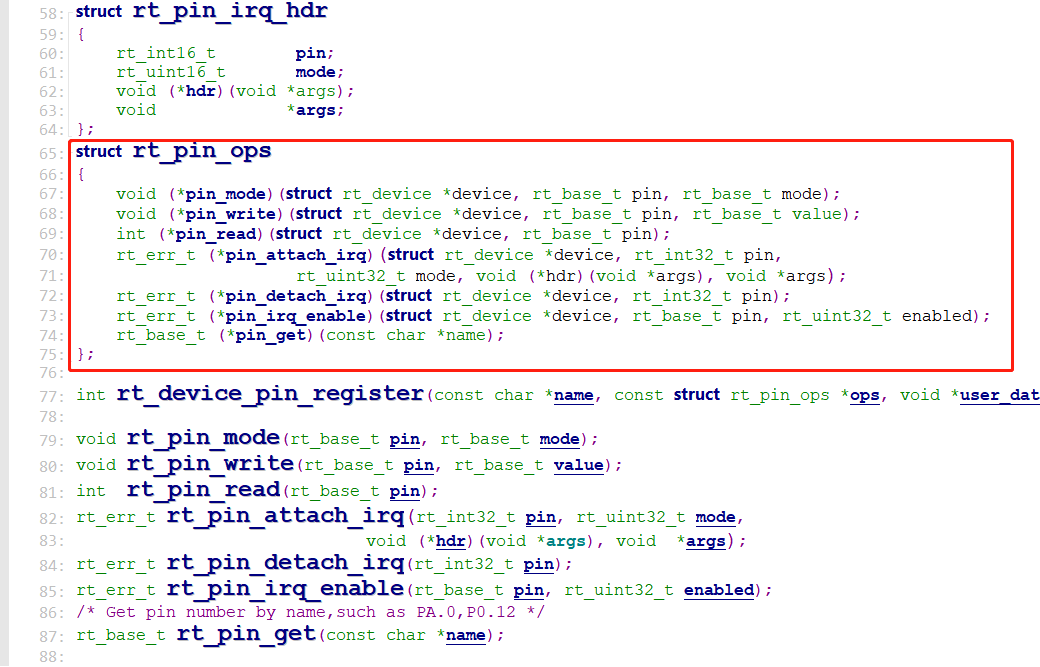 58: struct rt_pin_irq_hdr
59: {
60:     rt_int16_t        pin;
61:     rt_uint16_t       mode;
62:     void (*hdr)(void *args);
63:     void             *args;
64: };
65: struct rt_pin_ops
66: {
67:     void (*pin_mode)(struct rt_device *device, rt_base_t pin, rt_base_t mode);
68:     void (*pin_write)(struct rt_device *device, rt_base_t pin, rt_base_t value);
69:     int (*pin_read)(struct rt_device *device, rt_base_t pin);
70:     rt_err_t (*pin_attach_irq)(struct rt_device *device, rt_int32_t pin,
71:                       rt_uint32_t mode, void (*hdr)(void *args), void *args);
72:     rt_err_t (*pin_detach_irq)(struct rt_device *device, rt_int32_t pin);
73:     rt_err_t (*pin_irq_enable)(struct rt_device *device, rt_base_t pin, rt_uint32_t enabled);
74:     rt_base_t (*pin_get)(const char *name);
75: };
76:
77: int rt_device_pin_register(const char *name, const struct rt_pin_ops *ops, void *user_dat
78:
79: void rt_pin_mode(rt_base_t pin, rt_base_t mode);
80: void rt_pin_write(rt_base_t pin, rt_base_t value);
81: int  rt_pin_read(rt_base_t pin);
82: rt_err_t rt_pin_attach_irq(rt_int32_t pin, rt_uint32_t mode,
83:                              void (*hdr)(void *args), void  *args);
84: rt_err_t rt_pin_detach_irq(rt_int32_t pin);
85: rt_err_t rt_pin_irq_enable(rt_base_t pin, rt_uint32_t enabled);
86: /* Get pin number by name,such as PA.0,P0.12 */
87: rt_base_t rt_pin_get(const char *name);
88: